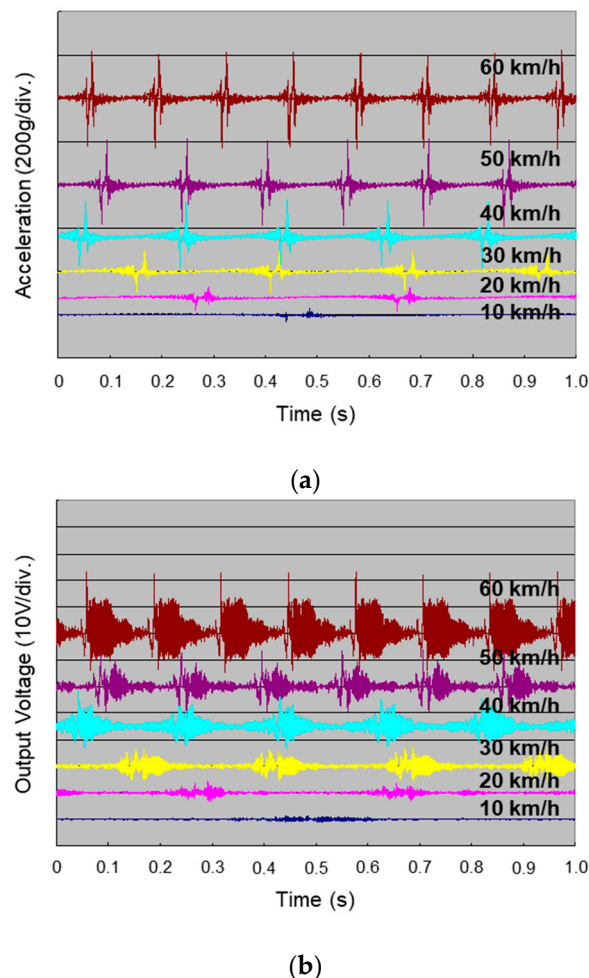 Acceleration (200g/div.)
60 km/h
50 km/h
40 km/h
30 km/h
20 km/h
10 km/h
0 0.1 0.2 0.3 0.4 0.5 0.6 0.7 0.8 0.9 1.0
Time (s)
(a)
Output Voltage (10V/div.)
60 km/h
50 km/h
40 km/h
30 km/h
20 km/h
10 km/h
0 0.1 0.2 0.3 0.4 0.5 0.6 0.7 0.8 0.9 1.0
Time (s)
(b)